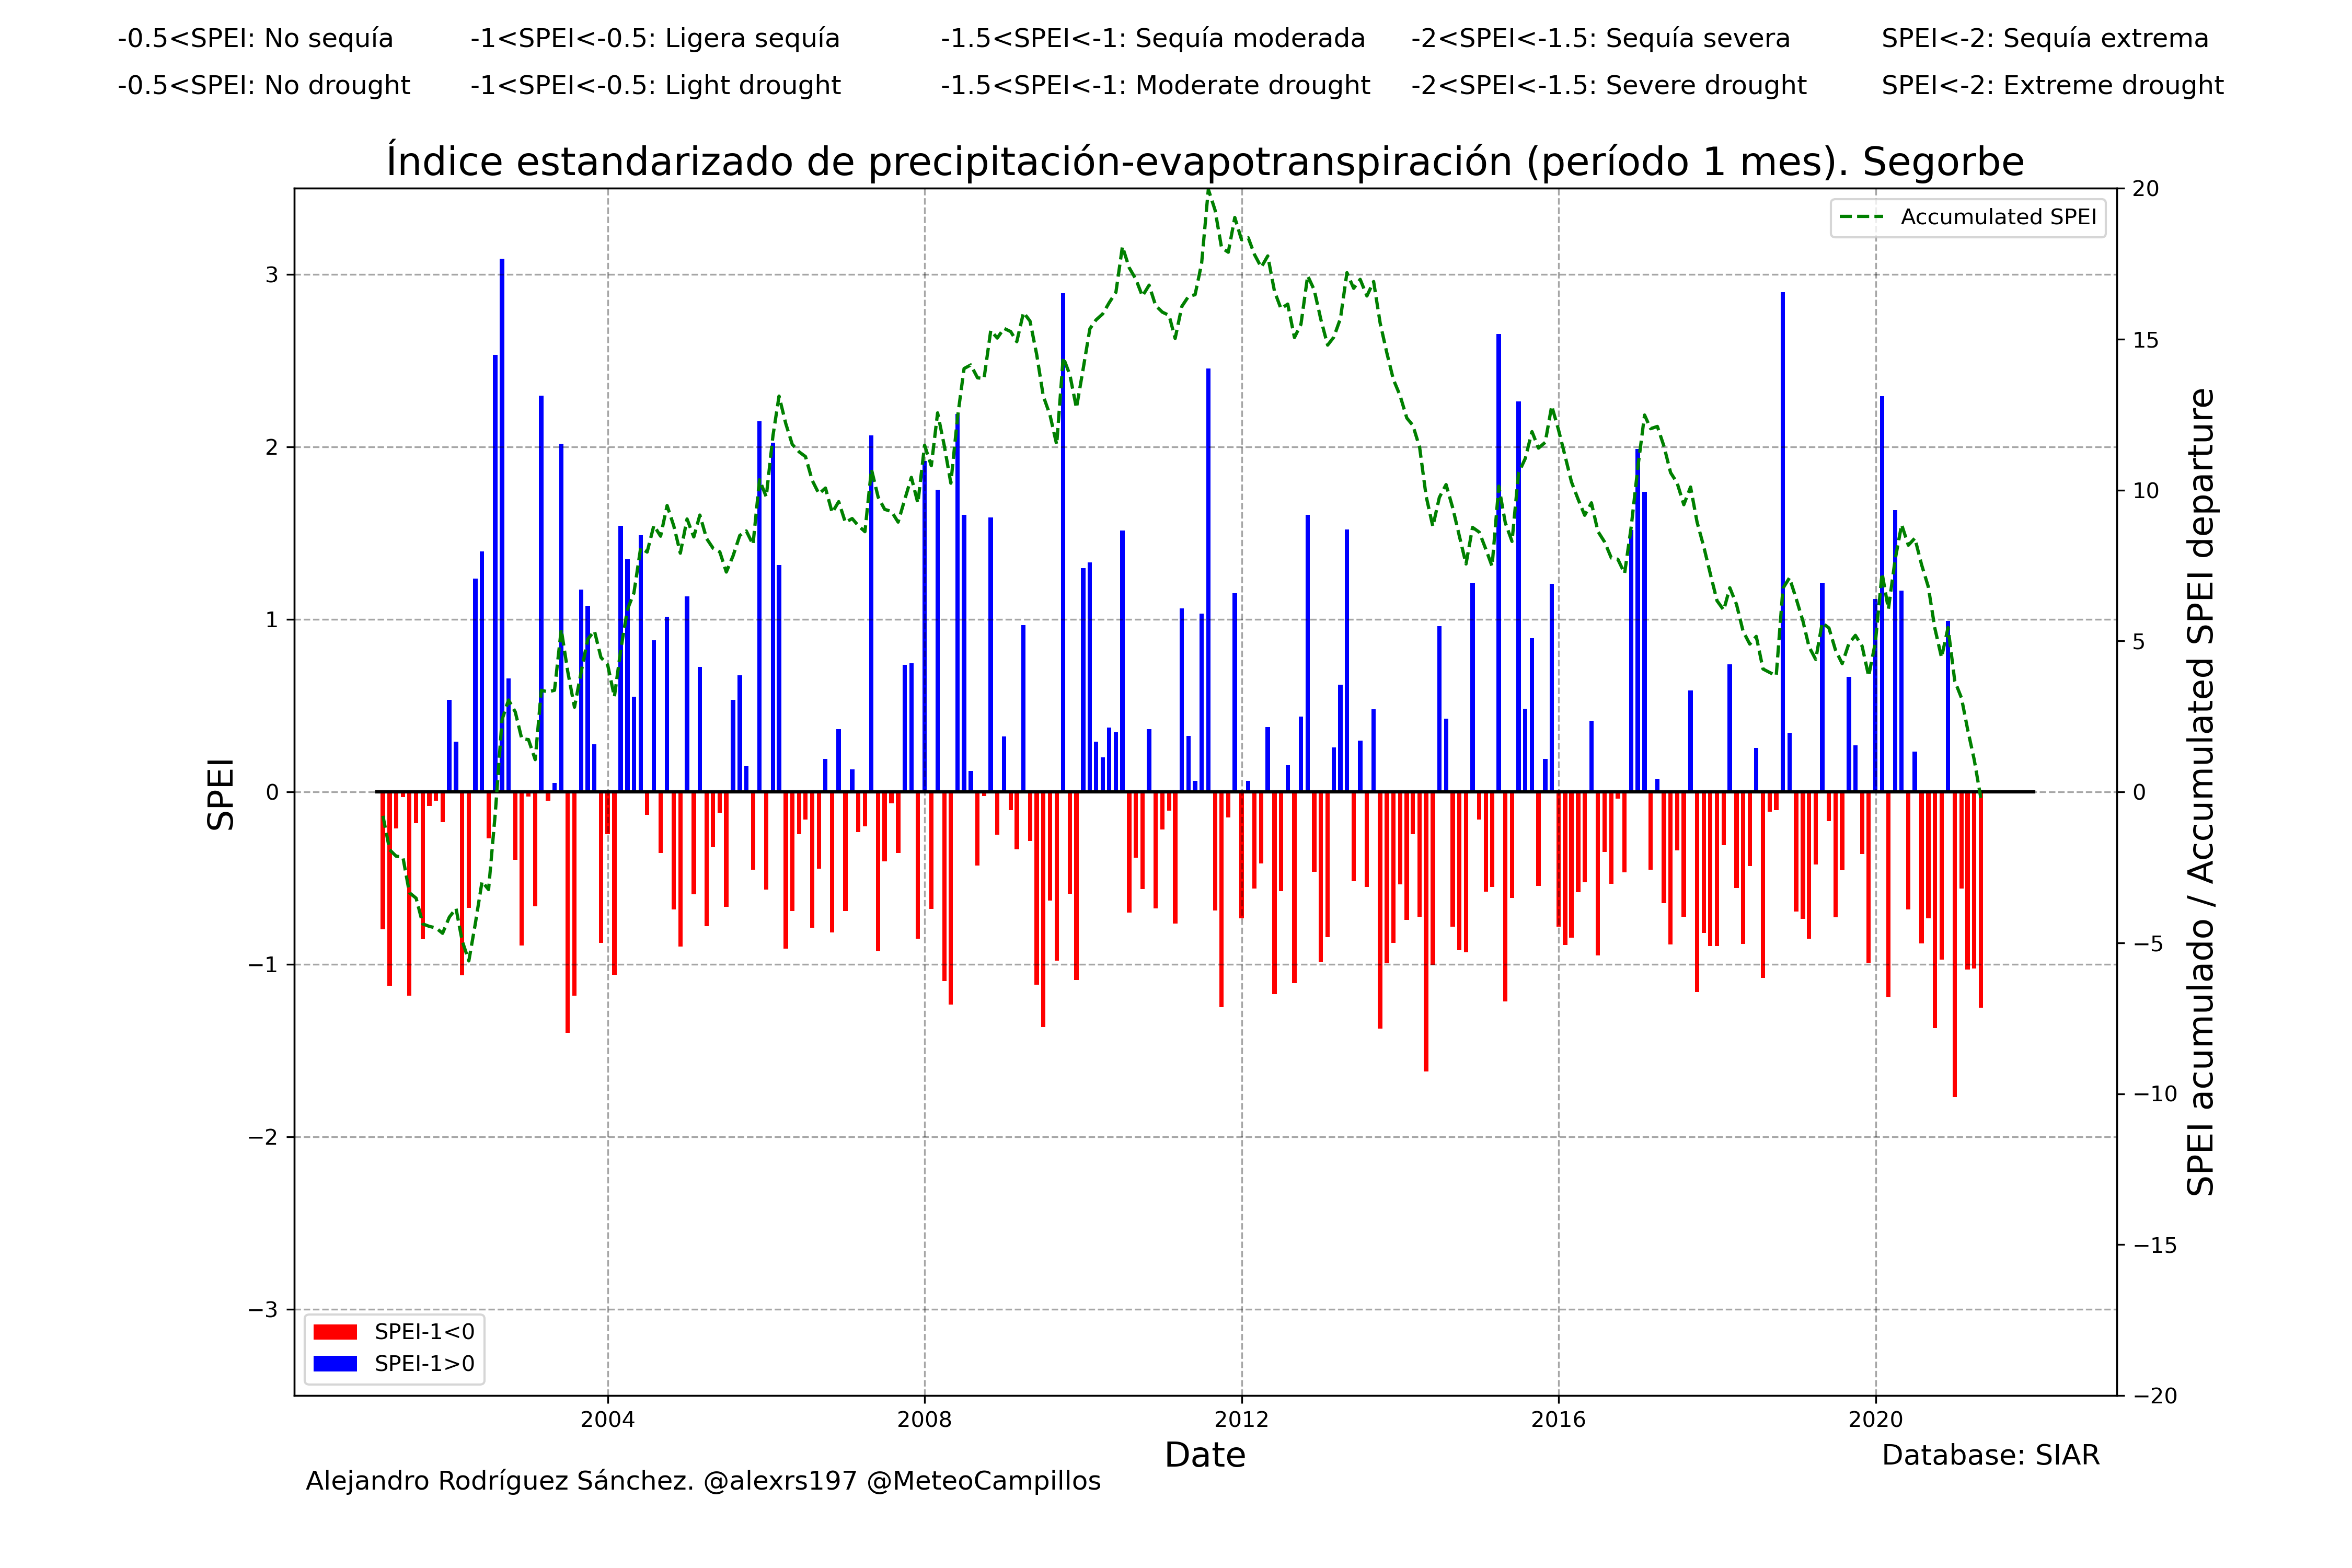 -0.5<SPEI: No sequía -1<SPEI<-0.5: Ligera sequía -1.5<SPEI<-1: Sequía moderada -2<SPEI<-1.5: Sequía severa SPEI<-2: Sequía extrema
-0.5<SPEI: No drought -1<SPEI<-0.5: Light drought -1.5<SPEI<-1: Moderate drought -2<SPEI<-1.5: Severe drought SPEI<-2: Extreme drought
Índice estandarizado de precipitación-evapotranspiración (período 1 mes). Segorbe
Accumulated SPEI
SPEI
3
2
1
0
−1
−2
−3
20
15
10
5
0
−5
−10
−15
−20
SPEI acumulado / Accumulated SPEI departure
SPEI-1<0
SPEI-1>0
2004 2008 2012 2016 2020
Date
Database: SIAR
Alejandro Rodríguez Sánchez. @alexrs197 @MeteoCampillos